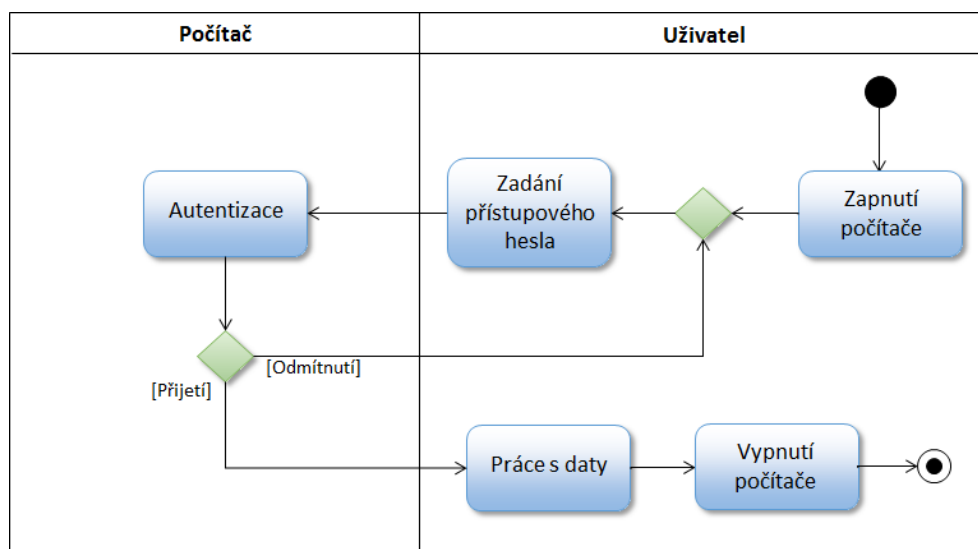 Počítač
Uživatel
Autentizace
Zadání
přístupového
hesla
Zapnutí
počítače
[Přijetí]
[Odmítnutí]
Práce s daty
Vypnutí
počítače